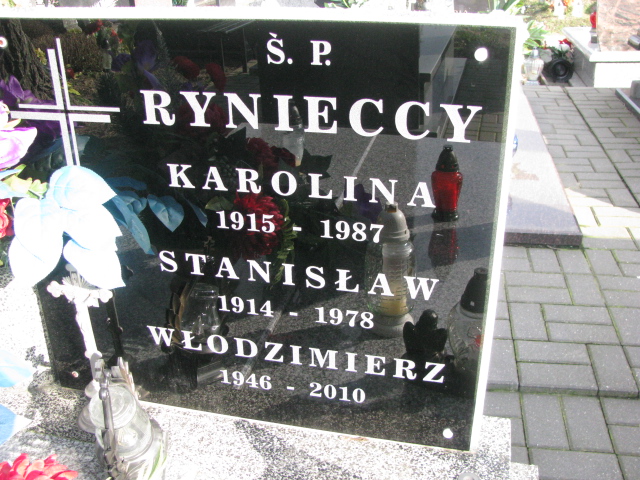 Ś. P.
RYNIECCY
KAROLINA
1915 - 1987
STANISŁAW
1914 - 1978
WŁODZIMIERZ
1946 - 2010